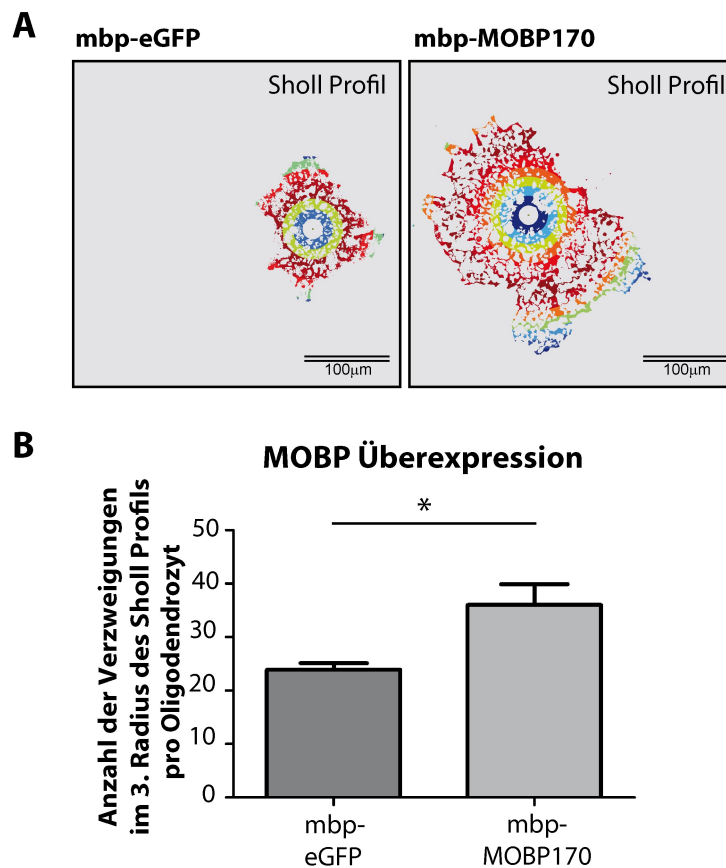 A
mbp-eGFP
mbp-MOBP170
Sholl Profil
Sholl Profil
100µm
100µm
B
MOBP Überexpression
Anzahl der Verzweigungen
im 3. Radius des Sholl Profils
pro Oligodendrozyt
*
50
40
30
20
10
0
mbp-
eGFP
mbp-
MOBP170